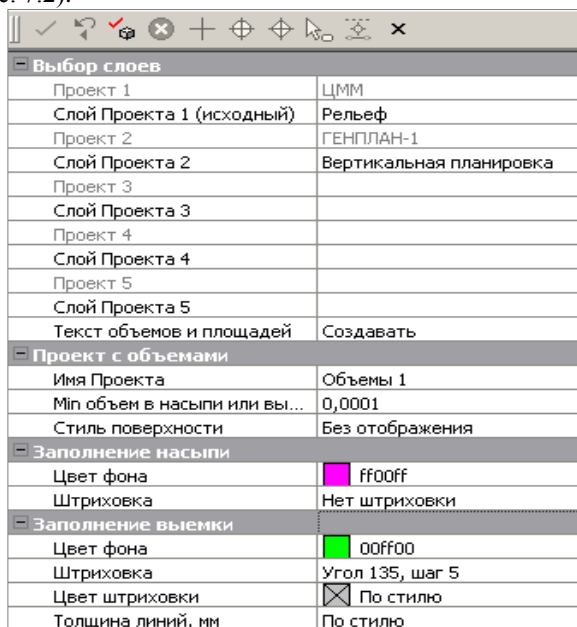 Выбор слоев
Проект 1 ЦММ
Слой Проекта 1 (исходный) Рельеф
Проект 2 ГЕНПЛАН-1
Слой Проекта 2 Вертикальная планировка
Проект 3
Слой Проекта 3
Проект 4
Слой Проекта 4
Проект 5
Слой Проекта 5
Текст объемов и площадей Создавать
Проект с объемами
Имя Проекта Объемы 1
Min объем в насыпи или вы... 0,0001
Стиль поверхности Без отображения
Заполнение насыпи
Цвет фона ff00ff
Штриховка Нет штриховки
Заполнение выемки
Цвет фона 00ff00
Штриховка Угол 135, шаг 5
Цвет штриховки По стилю
Толщина линий, мм По стилю